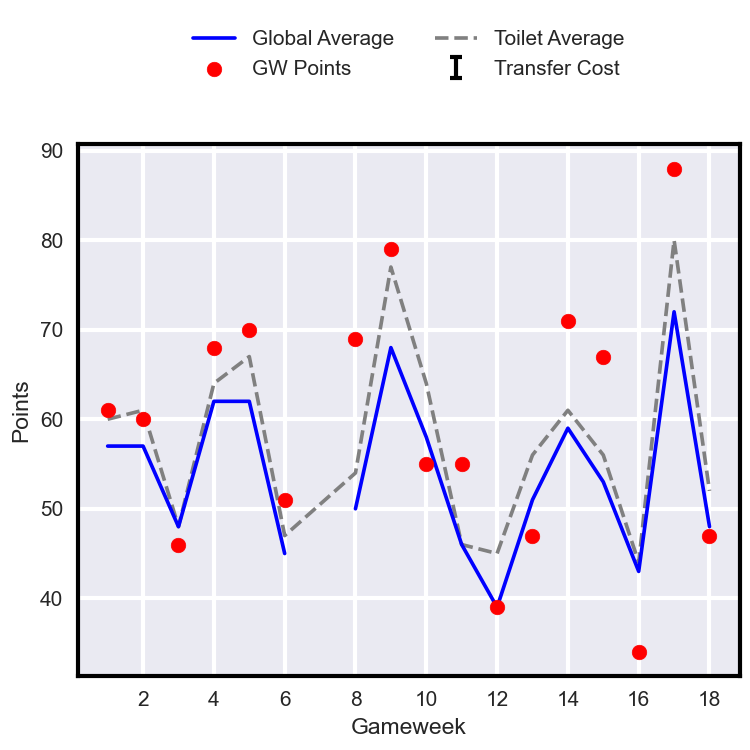 Global Average
Toilet Average
GW Points
Transfer Cost
90
80
70
60
50
40
Points
2 4 6 8 10 12 14 16 18
Gameweek